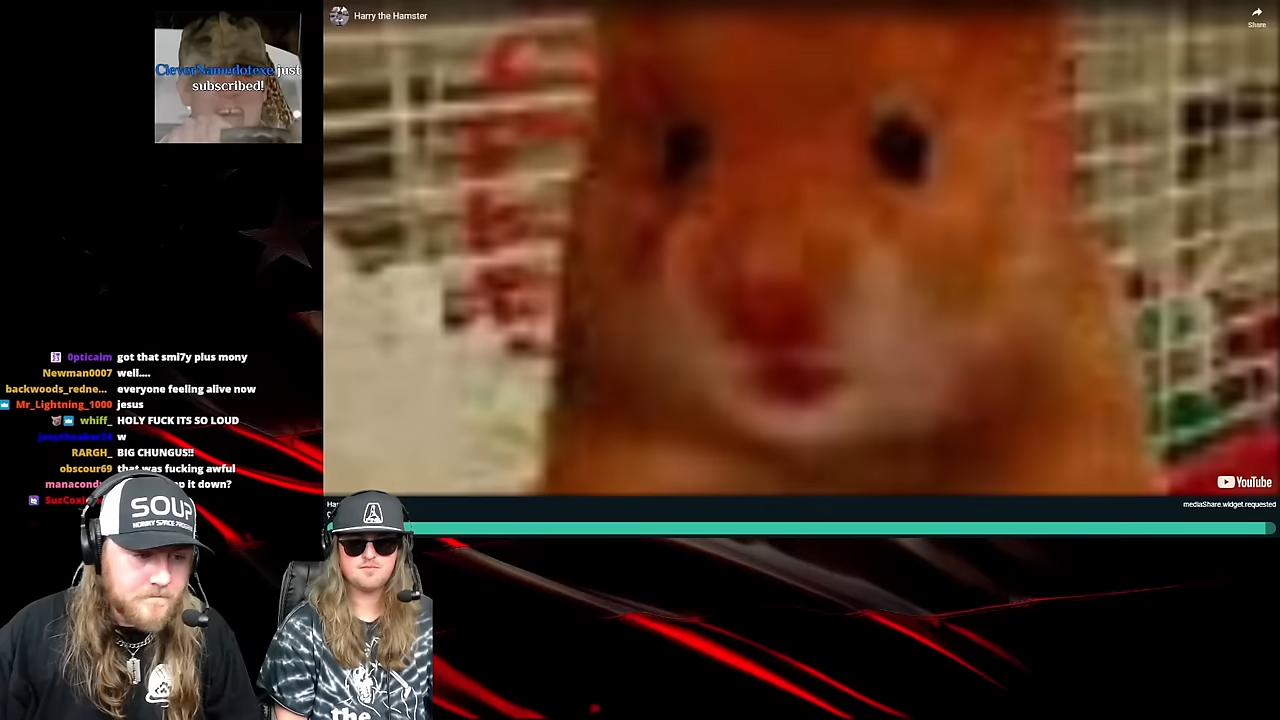 Harry the Hamster
Share
CleverNamedotexe just
subscribed!
0pticalm got that smi7y plus mony
Newman0007 well....
backwoods_redne... everyone feeling alive now
Mr_Lightning_1000 jesus
whiff_ HOLY FUCK ITS SO LOUD
w
RARGH_ BIG CHUNGUS!!
obscour69 that was fucking awful
p it down?
YouTube
mediaShare.widget.requested
SOUP
the